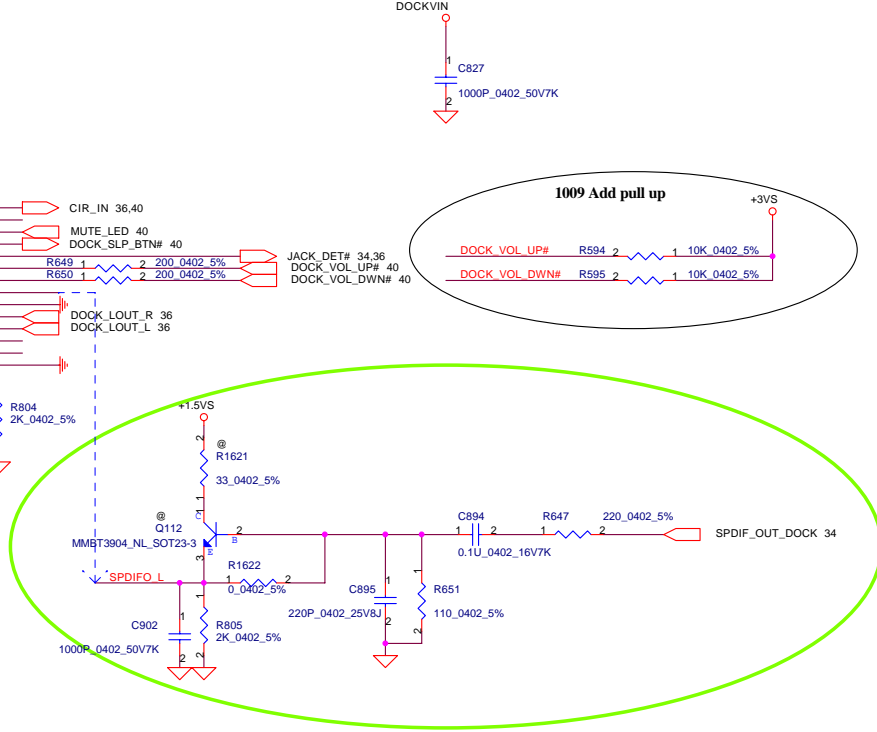 DOCKVIN
1
C827
1000P_0402_50V7K
2
1009 Add pull up
+3VS
CIR_IN 36,40
MUTE_LED 40
DOCK_SLP_BTN# 40
JACK_DET# 34,36
R649 1 2 200_0402_5% DOCK_VOL_UP# 40
R650 1 2 200_0402_5% DOCK_VOL_DWN# 40
DOCK_VOL_UP# R594 2 1 10K_0402_5%
DOCK_VOL_DWN# R595 2 1 10K_0402_5%
DOCK_LOUT_R 36
DOCK_LOUT_L 36
R804
2K_0402_5%
+1.5VS
2
@
R1621
33_0402_5%
1
C
@
Q112
MMBT3904_NL_SOT23-3
2
B
E
3
C894
1 2
0.1U_0402_16V7K
R647 220_0402_5%
1 2
SPDIF_OUT_DOCK 34
SPDIFO_L
R1622
1 2
0_0402_5%
1
C895
220P_0402_25V8J
2
1
R651
110_0402_5%
2
1
C902
1000P_0402_50V7K
2
1
R805
2K_0402_5%
2